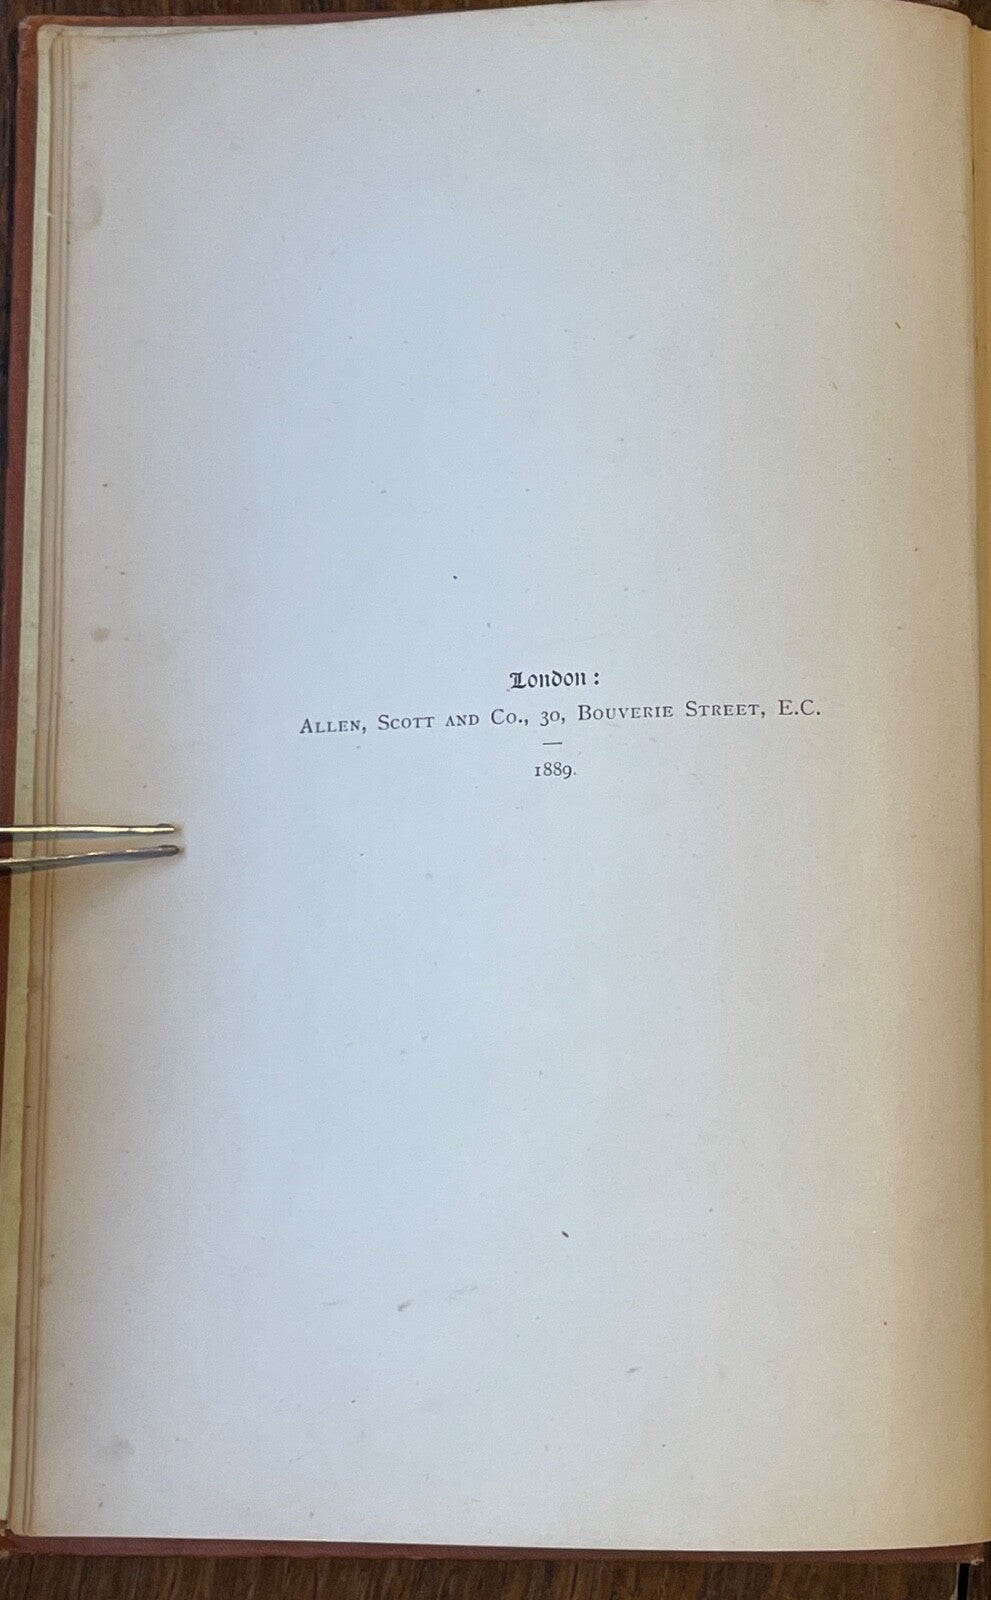 London:
Allen, Scott and Co., 30, Bouverie Street, E.C.
—
1889.